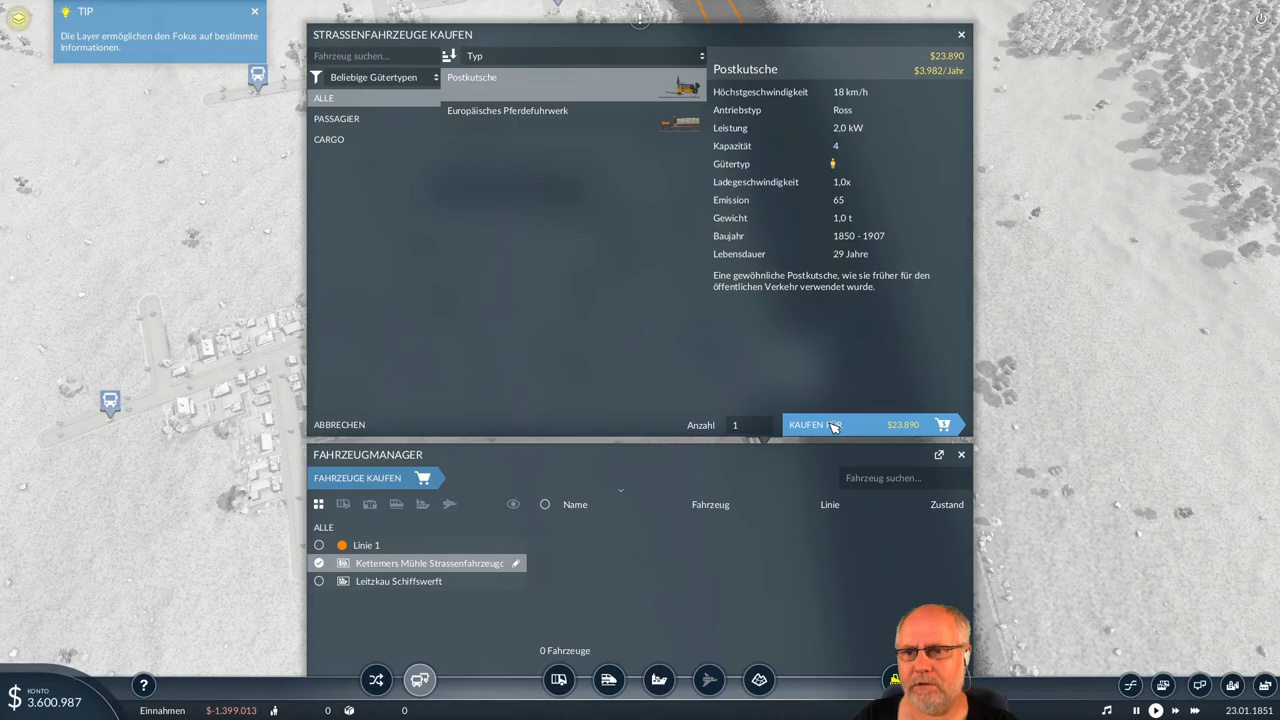 TIP
Die Layer ermöglichen den Fokus auf bestimmte
Informationen.
STRASSENFAHRZEUGE KAUFEN
Fahrzeug suchen...
Typ
Beliebige Gütertypen
ALLE
PASSAGIER
CARGO
Postkutsche
Europäisches Pferdefuhrwerk
$23.890
Postkutsche
$3.982/Jahr
Höchstgeschwindigkeit 18 km/h
Antriebstyp Ross
Leistung 2,0 kW
Kapazität 4
Gütertyp
Ladegeschwindigkeit 1,0x
Emission 65
Gewicht 1,0 t
Baujahr 1850 - 1907
Lebensdauer 29 Jahre
Eine gewöhnliche Postkutsche, wie sie früher für den
öffentlichen Verkehr verwendet wurde.
ABBRECHEN
Anzahl 1
KAUFEN $23.890
FAHRZEUGMANAGER
FAHRZEUGE KAUFEN
Fahrzeug suchen...
Name Fahrzeug Linie Zustand
ALLE
Linie 1
Kettemers Mühle Strassenfahrzeug
Leitzkau Schiffswerft
0 Fahrzeuge
$ KONTO
3.600.987
?
Einnahmen $-1.399.013 0 0
23.01.1851